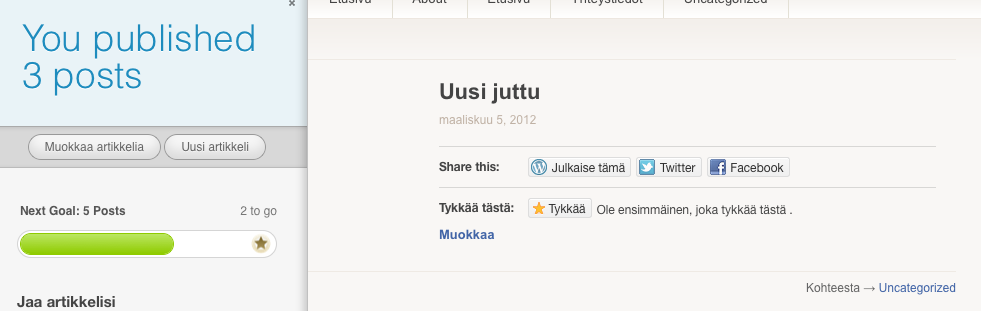 Etusivu About Etusivu Yhteystiedot Uncategorized
You published
3 posts
Muokkaa artikkelia Uusi artikkeli
Next Goal: 5 Posts 2 to go
Jaa artikkelisi
Uusi juttu
maaliskuu 5, 2012
Share this: Julkaise tämä Twitter Facebook
Tykkää tästä: Tykkää Ole ensimmäinen, joka tykkää tästä .
Muokkaa
Kohteesta → Uncategorized